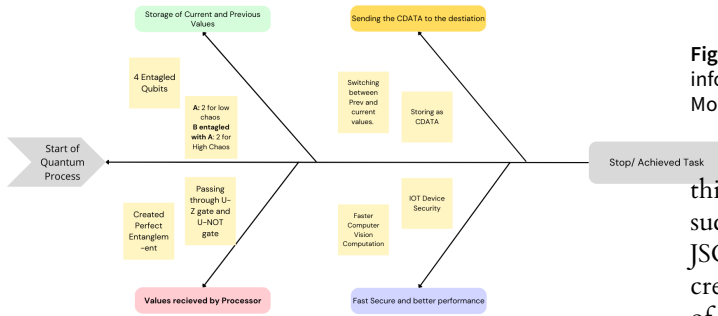 Storage of Current and Previous
Values
Sending the CDATA to the destiation
4 Entagled
Qubits
A: 2 for low
chaos
B entagled
with A: 2 for
High Chaos
Switching
between
Prev and
current
values.
Storing as
CDATA
Start of
Quantum
Process
Stop/ Achieved Task
Created
Perfect
Entanglem
-ent
Passing
through U-
Z gate and
U-NOT
gate
Faster
Computer
Vision
Computation
IOT Device
Security
Values recieved by Processor
Fast Secure and better performance
Fig
info
Mo
thi
suc
JSO
cre
of